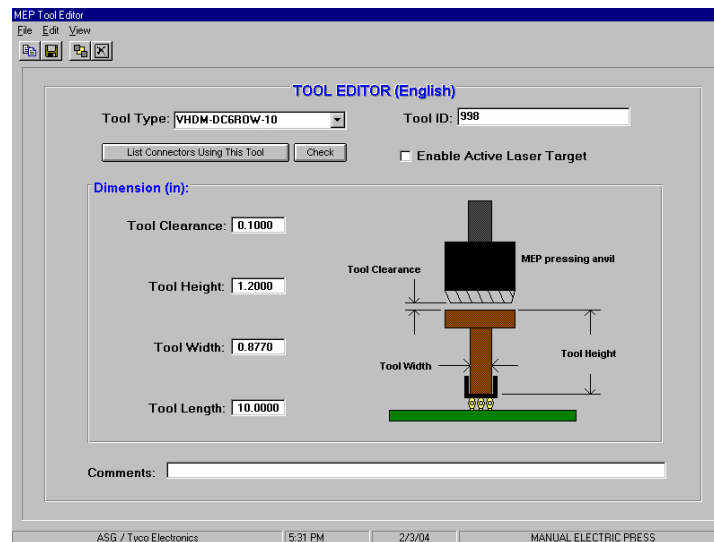 MEP Tool Editor
File Edit View
TOOL EDITOR (English)
Tool Type: VHDM-DC6ROW-10 Tool ID: 998
List Connectors Using This Tool Check Enable Active Laser Target
Dimension (in):
Tool Clearance: 0.1000
Tool Height: 1.2000
Tool Width: 0.8770
Tool Length: 10.0000
MEP pressing anvil
Tool Clearance
Tool Height
Tool Width
Comments:
ASG / Tyco Electronics 5:31 PM 2/3/04 MANUAL ELECTRIC PRESS